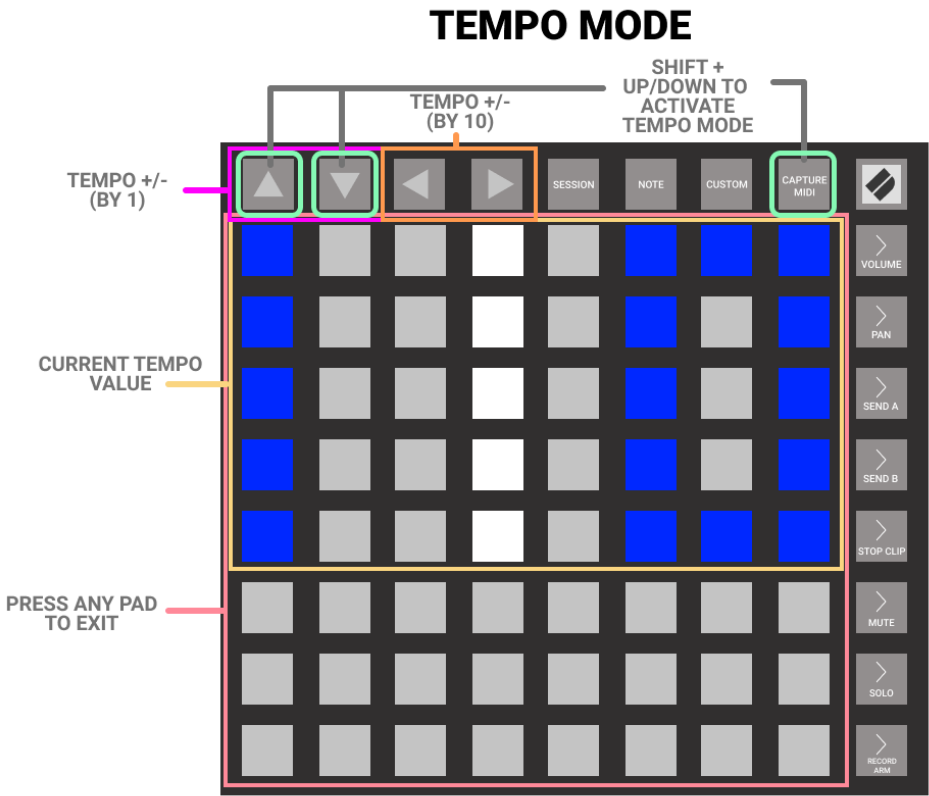 TEMPO MODE
SHIFT +
UP/DOWN TO
ACTIVATE
TEMPO MODE
TEMPO +/-
(BY 10)
TEMPO +/-
(BY 1)
SESSION
NOTE
CUSTOM
CAPTURE
MIDI
VOLUME
PAN
CURRENT TEMPO
VALUE
SEND A
SEND B
STOP CLIP
PRESS ANY PAD
TO EXIT
MUTE
SOLO
RECORD
ARM